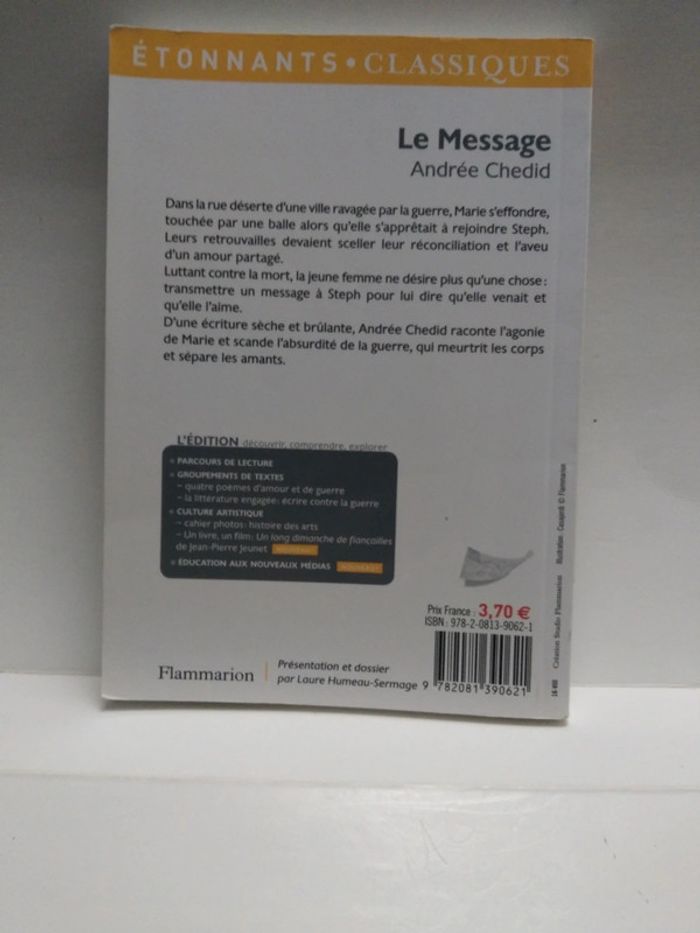 ÉTONNANTS • CLASSIQUES
Le Message
Andrée Chedid
Dans la rue déserte d'une ville ravagée par la guerre, Marie s'effondre,
touchée par une balle alors qu'elle s'apprêtait à rejoindre Steph.
Leurs retrouvailles devaient sceller leur réconciliation et l'aveu
d'un amour partagé.
Luttant contre la mort, la jeune femme ne désire plus qu'une chose :
transmettre un message à Steph pour lui dire qu'elle venait et
qu'elle l'aime.
D'une écriture sèche et brûlante, Andrée Chedid raconte l'agonie
de Marie et scande l'absurdité de la guerre, qui meurtrit les corps
et sépare les amants.
L'ÉDITION découvrir, comprendre, explorer
• PARCOURS DE LECTURE
• GROUPEMENTS DE TEXTES
– quatre poèmes d'amour et de guerre
– la littérature engagée : écrire contre la guerre
• CULTURE ARTISTIQUE
– cahier photos : histoire des arts
– Un livre, un film : Un long dimanche de fiançailles
de Jean-Pierre Jeunet NOUVEAU !
• ÉDUCATION AUX NOUVEAUX MÉDIAS NOUVEAU !
Prix France : 3,70 €
ISBN : 978-2-0813-9062-1
9 782081 390621
Flammarion
Présentation et dossier
par Laure Humeau-Sermage
Création Studio Flammarion Illustration : © Flammarion